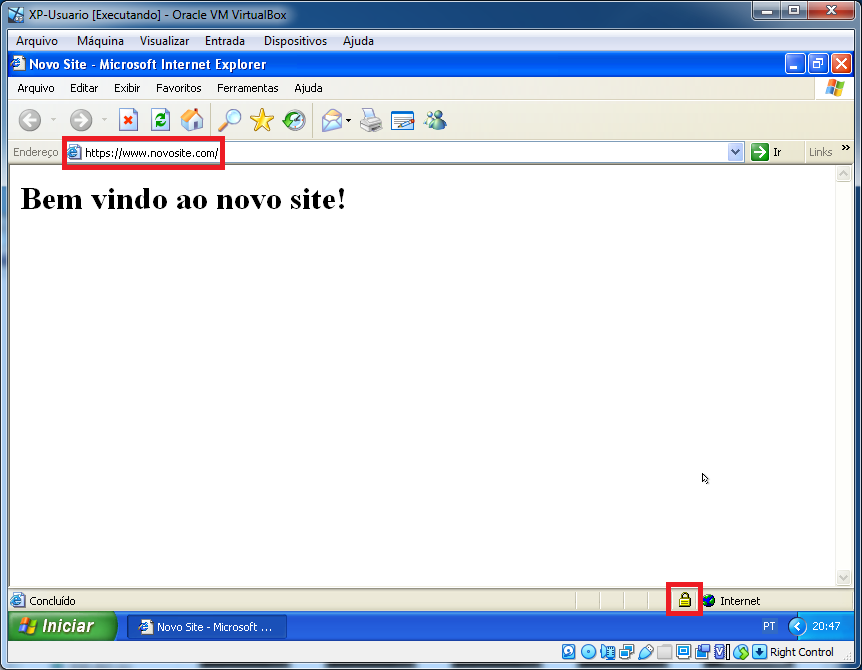 XP-Usuario [Executando] - Oracle VM VirtualBox
Arquivo Máquina Visualizar Entrada Dispositivos Ajuda
Novo Site - Microsoft Internet Explorer
Arquivo Editar Exibir Favoritos Ferramentas Ajuda
Endereço https://www.novosite.com/ Ir Links »
Bem vindo ao novo site!
Concluído Internet
Iniciar Novo Site - Microsoft ... PT 20:47
Right Control